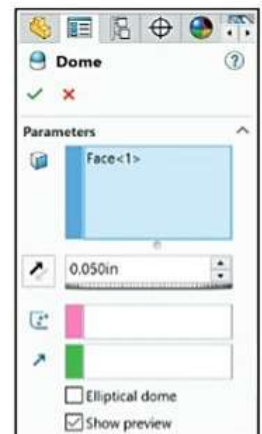 Dome
Parameters
Face<1>
0.050in
Elliptical dome
Show preview